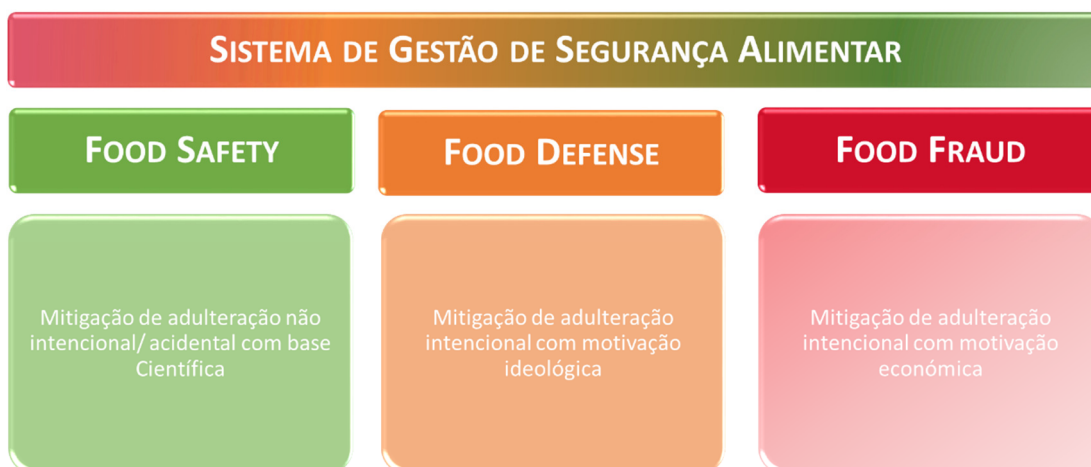 SISTEMA DE GESTÃO DE SEGURANÇA ALIMENTAR
FOOD SAFETY
FOOD DEFENSE
FOOD FRAUD
Mitigação de adulteração não
intencional/ acidental com base
Científica
Mitigação de adulteração
intencional com motivação
ideológica
Mitigação de adulteração
intencional com motivação
económica